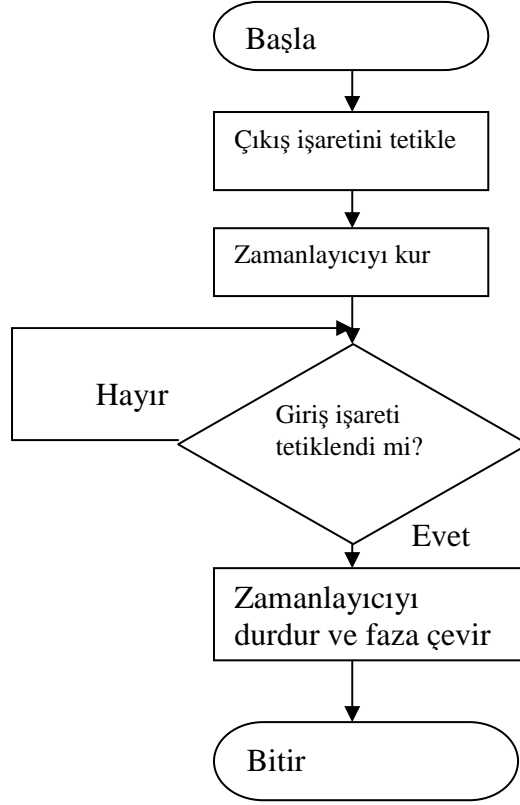 Başla
Çıkış işaretini tetikle
Zamanlayıcıyı kur
Hayır
Giriş işareti
tetiklendi mi?
Evet
Zamanlayıcıyı
durdur ve faza çevir
Bitir